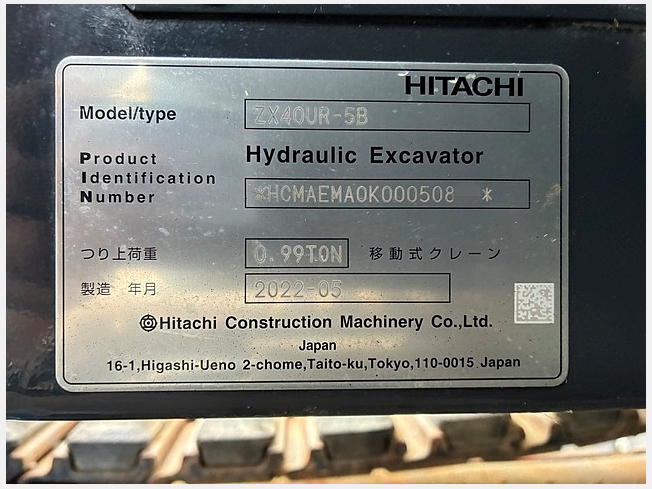 HITACHI
Model/type ZX40UR-5B
Product Hydraulic Excavator
Identification
Number *HCMAEMA0K000508 *
つり上荷重 0.99TON 移動式クレーン
製造 年月 2022-05
Hitachi Construction Machinery Co.,Ltd.
Japan
16-1,Higashi-Ueno 2-chome,Taito-ku,Tokyo,110-0015 Japan